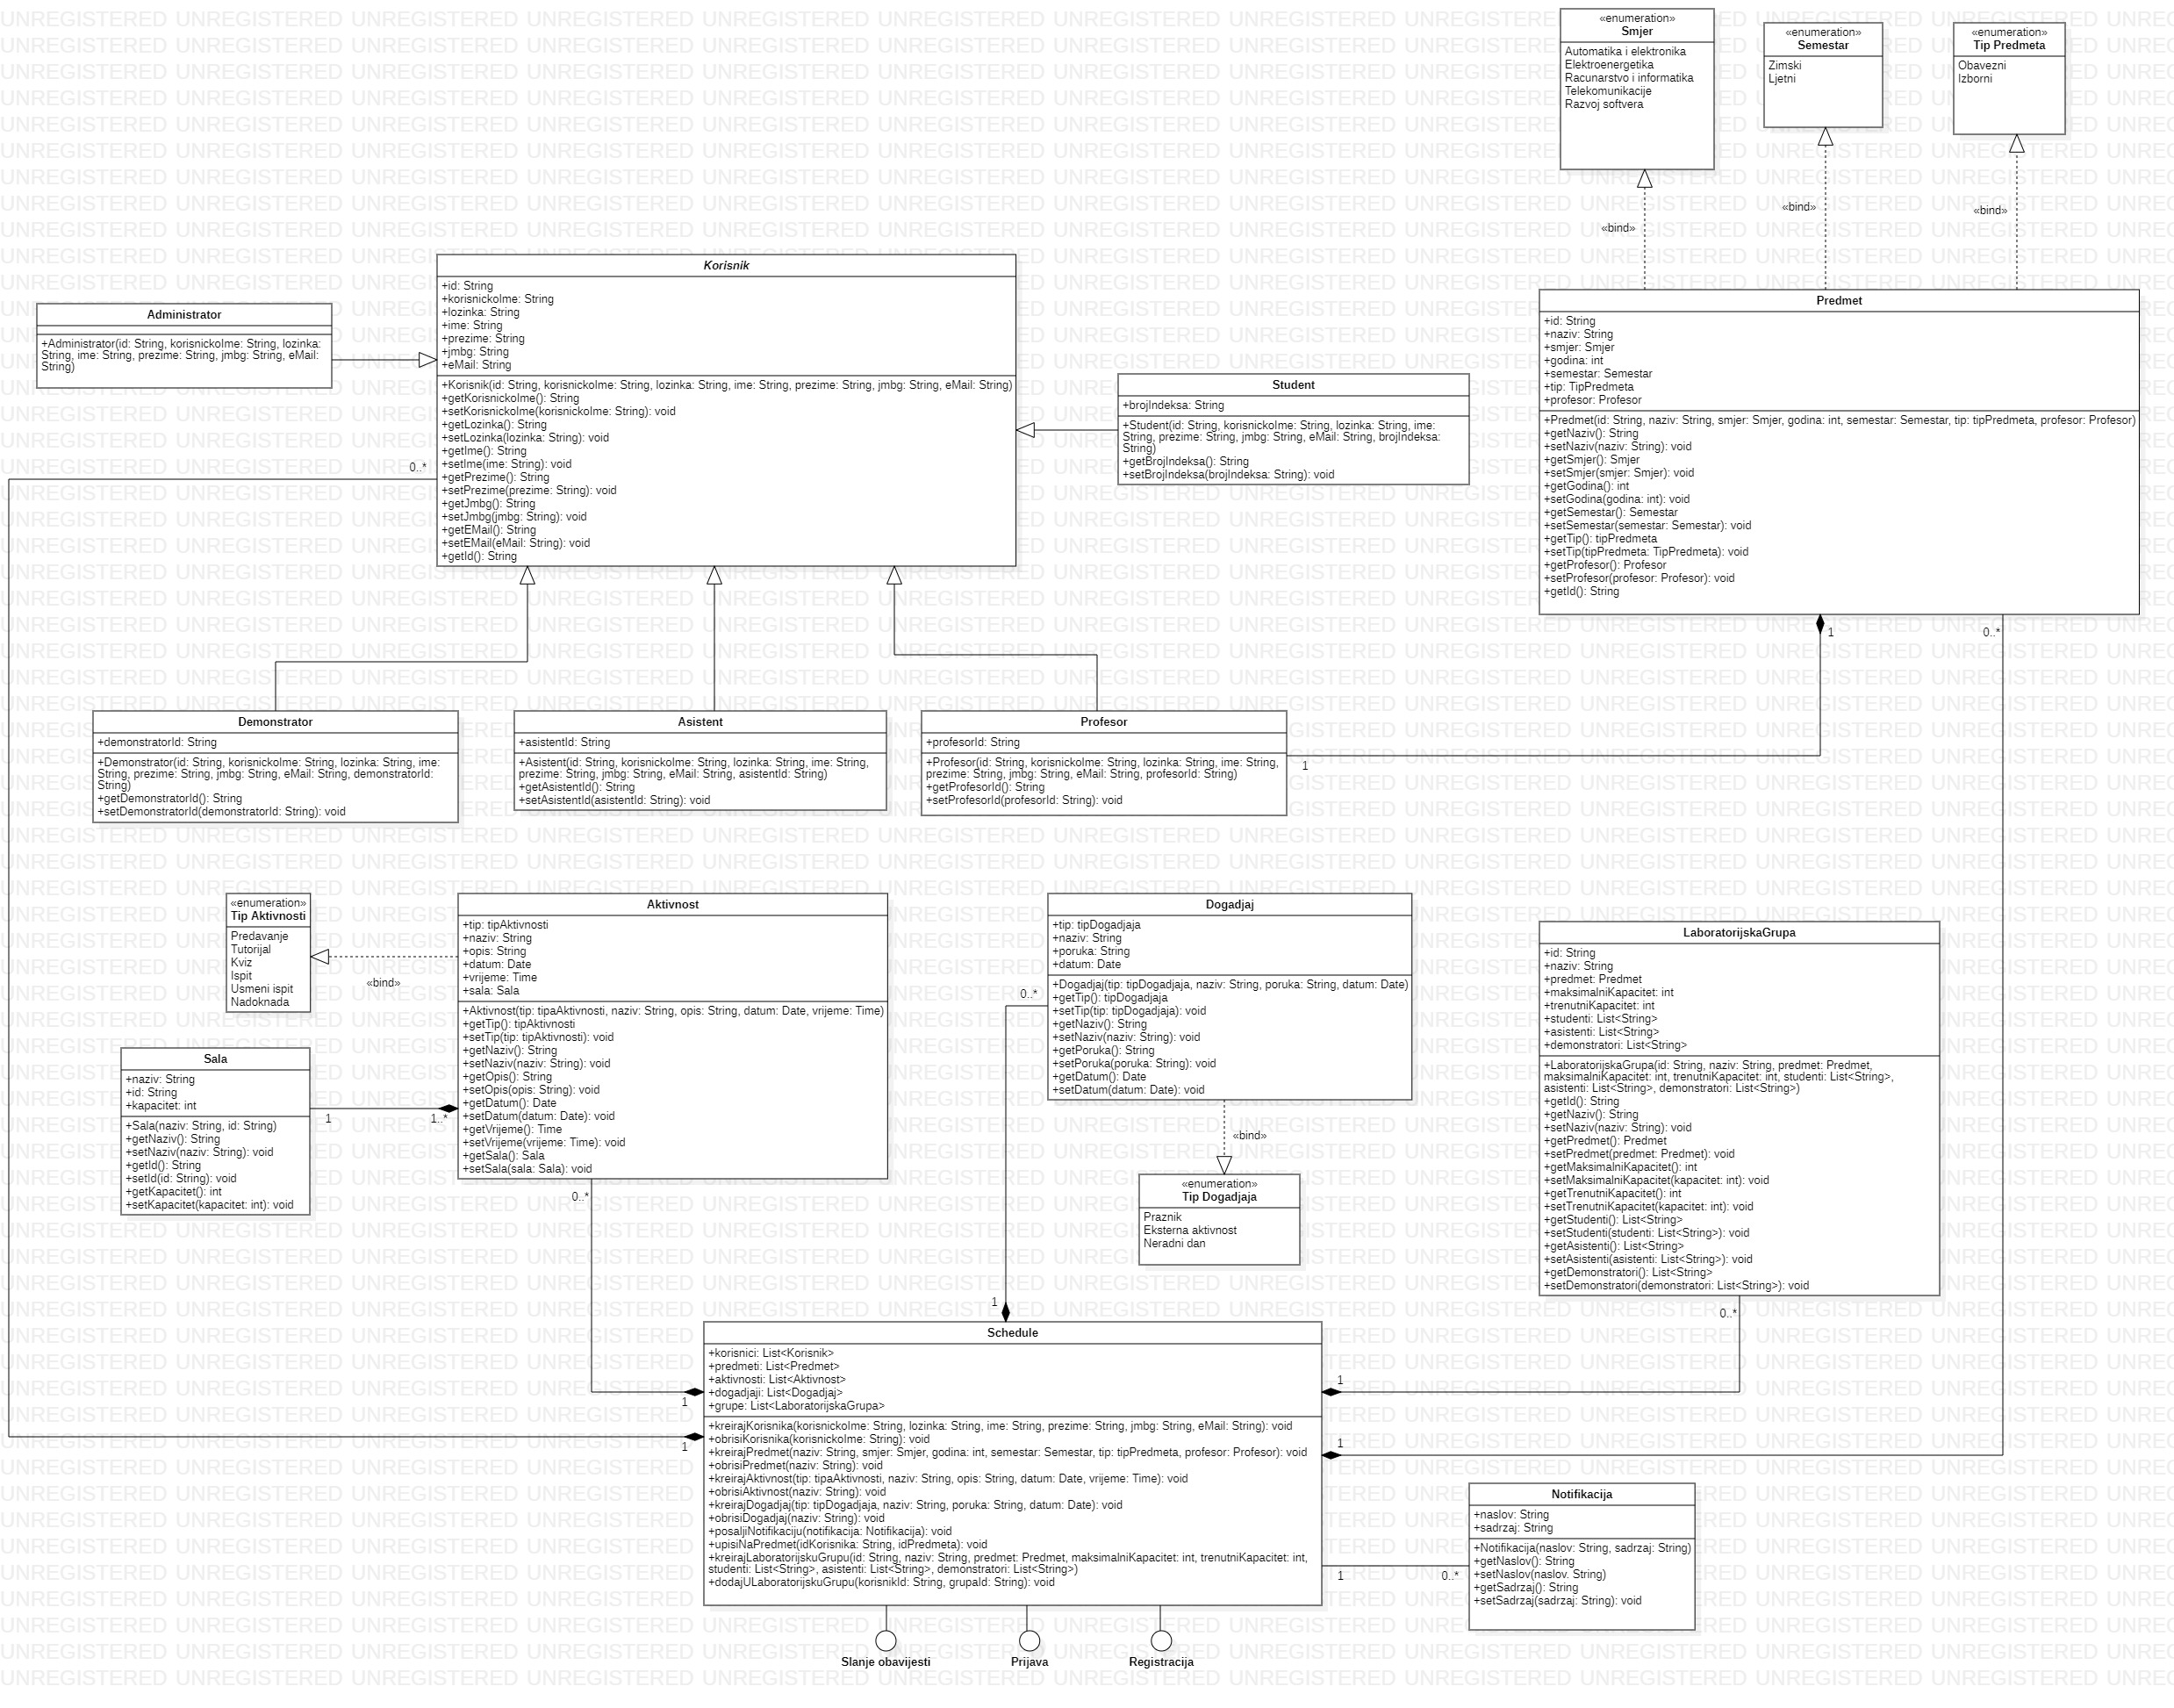 «enumeration»
Smjer
Automatika i elektronika
Elektroenergetika
Racunarstvo i informatika
Telekomunikacije
Razvoj softvera
«enumeration»
Semestar
Zimski
Ljetni
«enumeration»
Tip Predmeta
Obavezni
Izborni
«bind»
«bind»
«bind»
Korisnik
+id: String
+korisnickoIme: String
+lozinka: String
+ime: String
+prezime: String
+jmbg: String
+eMail: String
+Korisnik(id: String, korisnickoIme: String, lozinka: String, ime: String, prezime: String, jmbg: String, eMail: String)
+getKorisnickoIme(): String
+setKorisnickoIme(korisnickoIme: String): void
+getLozinka(): String
+setLozinka(lozinka: String): void
+getIme(): String
+setIme(ime: String): void
+getPrezime(): String
+setPrezime(prezime: String): void
+getJmbg(): String
+setJmbg(jmbg: String): void
+getEMail(): String
+setEMail(eMail: String): void
+getId(): String
Administrator
+Administrator(id: String, korisnickoIme: String, lozinka:
String, ime: String, prezime: String, jmbg: String, eMail:
String)
0..*
Student
+brojIndeksa: String
+Student(id: String, korisnickoIme: String, lozinka: String, ime:
String, prezime: String, jmbg: String, eMail: String, brojIndeksa:
String)
+getBrojIndeksa(): String
+setBrojIndeksa(brojIndeksa: String): void
Predmet
+id: String
+naziv: String
+smjer: Smjer
+godina: int
+semestar: Semestar
+tip: TipPredmeta
+profesor: Profesor
+Predmet(id: String, naziv: String, smjer: Smjer, godina: int, semestar: Semestar, tip: tipPredmeta, profesor: Profesor)
+getNaziv(): String
+setNaziv(naziv: String): void
+getSmjer(): Smjer
+setSmjer(smjer: Smjer): void
+getGodina(): int
+setGodina(godina: int): void
+getSemestar(): Semestar
+setSemestar(semestar: Semestar): void
+getTip(): tipPredmeta
+setTip(tipPredmeta: TipPredmeta): void
+getProfesor(): Profesor
+setProfesor(profesor: Profesor): void
+getId(): String
1
0..*
Demonstrator
+demonstratorId: String
+Demonstrator(id: String, korisnickoIme: String, lozinka: String, ime:
String, prezime: String, jmbg: String, eMail: String, demonstratorId:
String)
+getDemonstratorId(): String
+setDemonstratorId(demonstratorId: String): void
Asistent
+asistentId: String
+Asistent(id: String, korisnickoIme: String, lozinka: String, ime: String,
prezime: String, jmbg: String, eMail: String, asistentId: String)
+getAsistentId(): String
+setAsistentId(asistentId: String): void
Profesor
+profesorId: String
+Profesor(id: String, korisnickoIme: String, lozinka: String, ime: String,
prezime: String, jmbg: String, eMail: String, profesorId: String)
+getProfesorId(): String
+setProfesorId(profesorId: String): void
1
«enumeration»
Tip Aktivnosti
Predavanje
Tutorijal
Kviz
Ispit
Usmeni ispit
Nadoknada
«bind»
Aktivnost
+tip: tipAktivnosti
+naziv: String
+opis: String
+datum: Date
+vrijeme: Time
+sala: Sala
+Aktivnost(tip: tipaAktivnosti, naziv: String, opis: String, datum: Date, vrijeme: Time)
+getTip(): tipAktivnosti
+setTip(tip: tipAktivnosti): void
+getNaziv(): String
+setNaziv(naziv: String): void
+getOpis(): String
+setOpis(opis: String): void
+getDatum(): Date
+setDatum(datum: Date): void
+getVrijeme(): Time
+setVrijeme(vrijeme: Time): void
+getSala(): Sala
+setSala(sala: Sala): void
0..*
Sala
+naziv: String
+id: String
+kapacitet: int
+Sala(naziv: String, id: String)
+getNaziv(): String
+setNaziv(naziv: String): void
+getId(): String
+setId(id: String): void
+getKapacitet(): int
+setKapacitet(kapacitet: int): void
1
1..*
Dogadjaj
+tip: tipDogadjaja
+naziv: String
+poruka: String
+datum: Date
+Dogadjaj(tip: tipDogadjaja, naziv: String, poruka: String, datum: Date)
+getTip(): tipDogadjaja
+setTip(tip: tipDogadjaja): void
+getNaziv(): String
+setNaziv(naziv: String): void
+getPoruka(): String
+setPoruka(poruka: String): void
+getDatum(): Date
+setDatum(datum: Date): void
0..*
«bind»
«enumeration»
Tip Dogadjaja
Praznik
Eksterna aktivnost
Neradni dan
LaboratorijskaGrupa
+id: String
+naziv: String
+predmet: Predmet
+maksimalniKapacitet: int
+trenutniKapacitet: int
+studenti: List<String>
+asistenti: List<String>
+demonstratori: List<String>
+LaboratorijskaGrupa(id: String, naziv: String, predmet: Predmet,
maksimalniKapacitet: int, trenutniKapacitet: int, studenti: List<String>,
asistenti: List<String>, demonstratori: List<String>)
+getId(): String
+getNaziv(): String
+setNaziv(naziv: String): void
+getPredmet(): Predmet
+setPredmet(predmet: Predmet): void
+getMaksimalniKapacitet(): int
+setMaksimalniKapacitet(kapacitet: int): void
+getTrenutniKapacitet(): int
+setTrenutniKapacitet(kapacitet: int): void
+getStudenti(): List<String>
+setStudenti(studenti: List<String>): void
+getAsistenti(): List<String>
+setAsistenti(asistenti: List<String>): void
+getDemonstratori(): List<String>
+setDemonstratori(demonstratori: List<String>): void
0..*
1
Schedule
+korisnici: List<Korisnik>
+predmeti: List<Predmet>
+aktivnosti: List<Aktivnost>
+dogadjaji: List<Dogadjaj>
+grupe: List<LaboratorijskaGrupa>
+kreirajKorisnika(korisnickoIme: String, lozinka: String, ime: String, prezime: String, jmbg: String, eMail: String): void
+obrisiKorisnika(korisnickoIme: String): void
+kreirajPredmet(naziv: String, smjer: Smjer, godina: int, semestar: Semestar, tip: tipPredmeta, profesor: Profesor): void
+obrisiPredmet(naziv: String): void
+kreirajAktivnost(tip: tipaAktivnosti, naziv: String, opis: String, datum: Date, vrijeme: Time): void
+obrisiAktivnost(naziv: String): void
+kreirajDogadjaj(tip: tipDogadjaja, naziv: String, poruka: String, datum: Date): void
+obrisiDogadjaj(naziv: String): void
+posaljiNotifikaciju(notifikacija: Notifikacija): void
+upisiNaPredmet(idKorisnika: String, idPredmeta): void
+kreirajLaboratorijskuGrupu(id: String, naziv: String, predmet: Predmet, maksimalniKapacitet: int, trenutniKapacitet: int,
studenti: List<String>, asistenti: List<String>, demonstratori: List<String>)
+dodajULaboratorijskuGrupu(korisnikId: String, grupaId: String): void
1
1
1
1
1
0..*
Notifikacija
+naslov: String
+sadrzaj: String
+Notifikacija(naslov: String, sadrzaj: String)
+getNaslov(): String
+setNaslov(naslov. String)
+getSadrzaj(): String
+setSadrzaj(sadrzaj: String): void
Slanje obavijesti
Prijava
Registracija